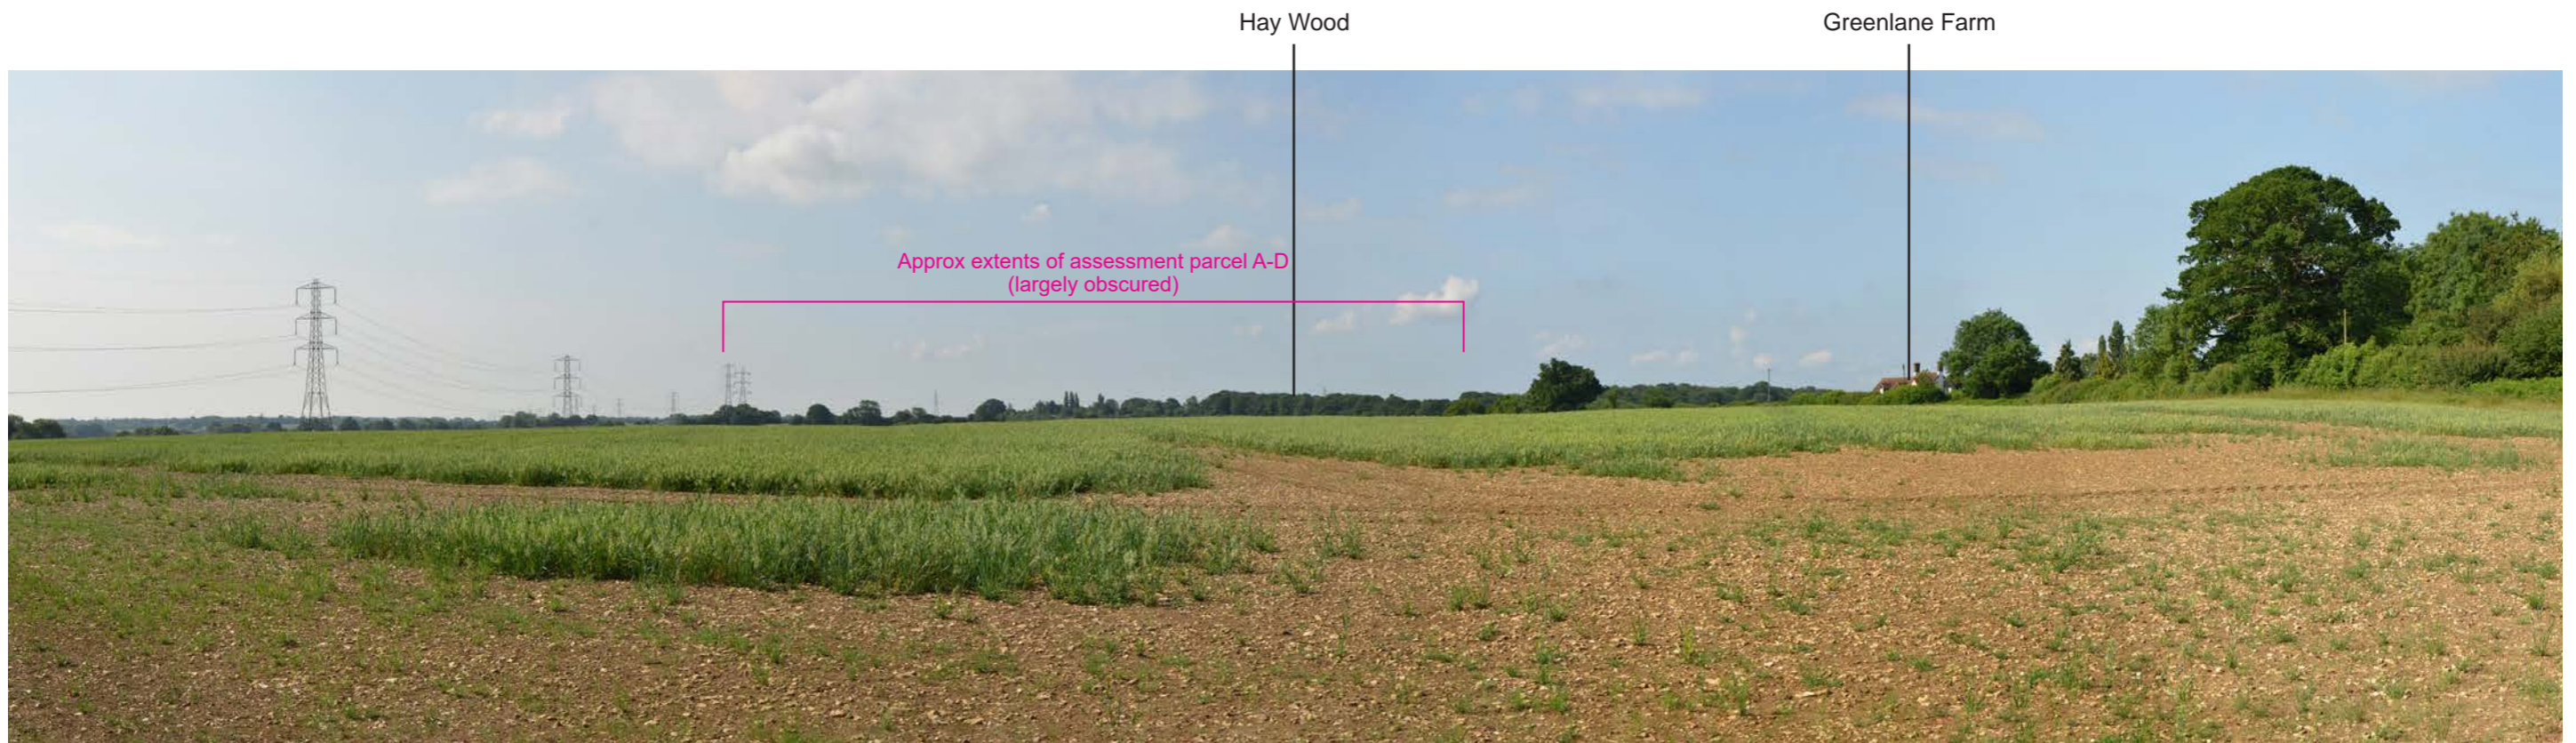 Hay Wood
Greenlane Farm
Approx extents of assessment parcel A-D
(largely obscured)